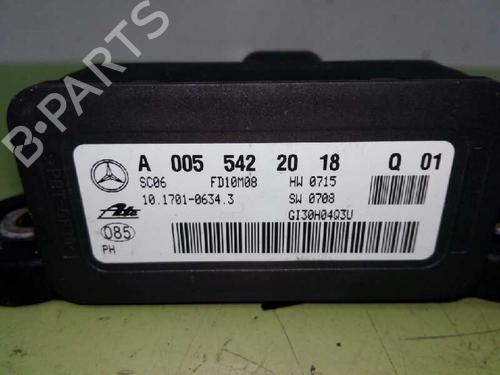 A 005 542 20 18 Q 01
SC06 FD10M08 HW 0715
10.1701-0634.3 SW 0708
Ate GI30H04Q3U
085
PH
B-PARTS